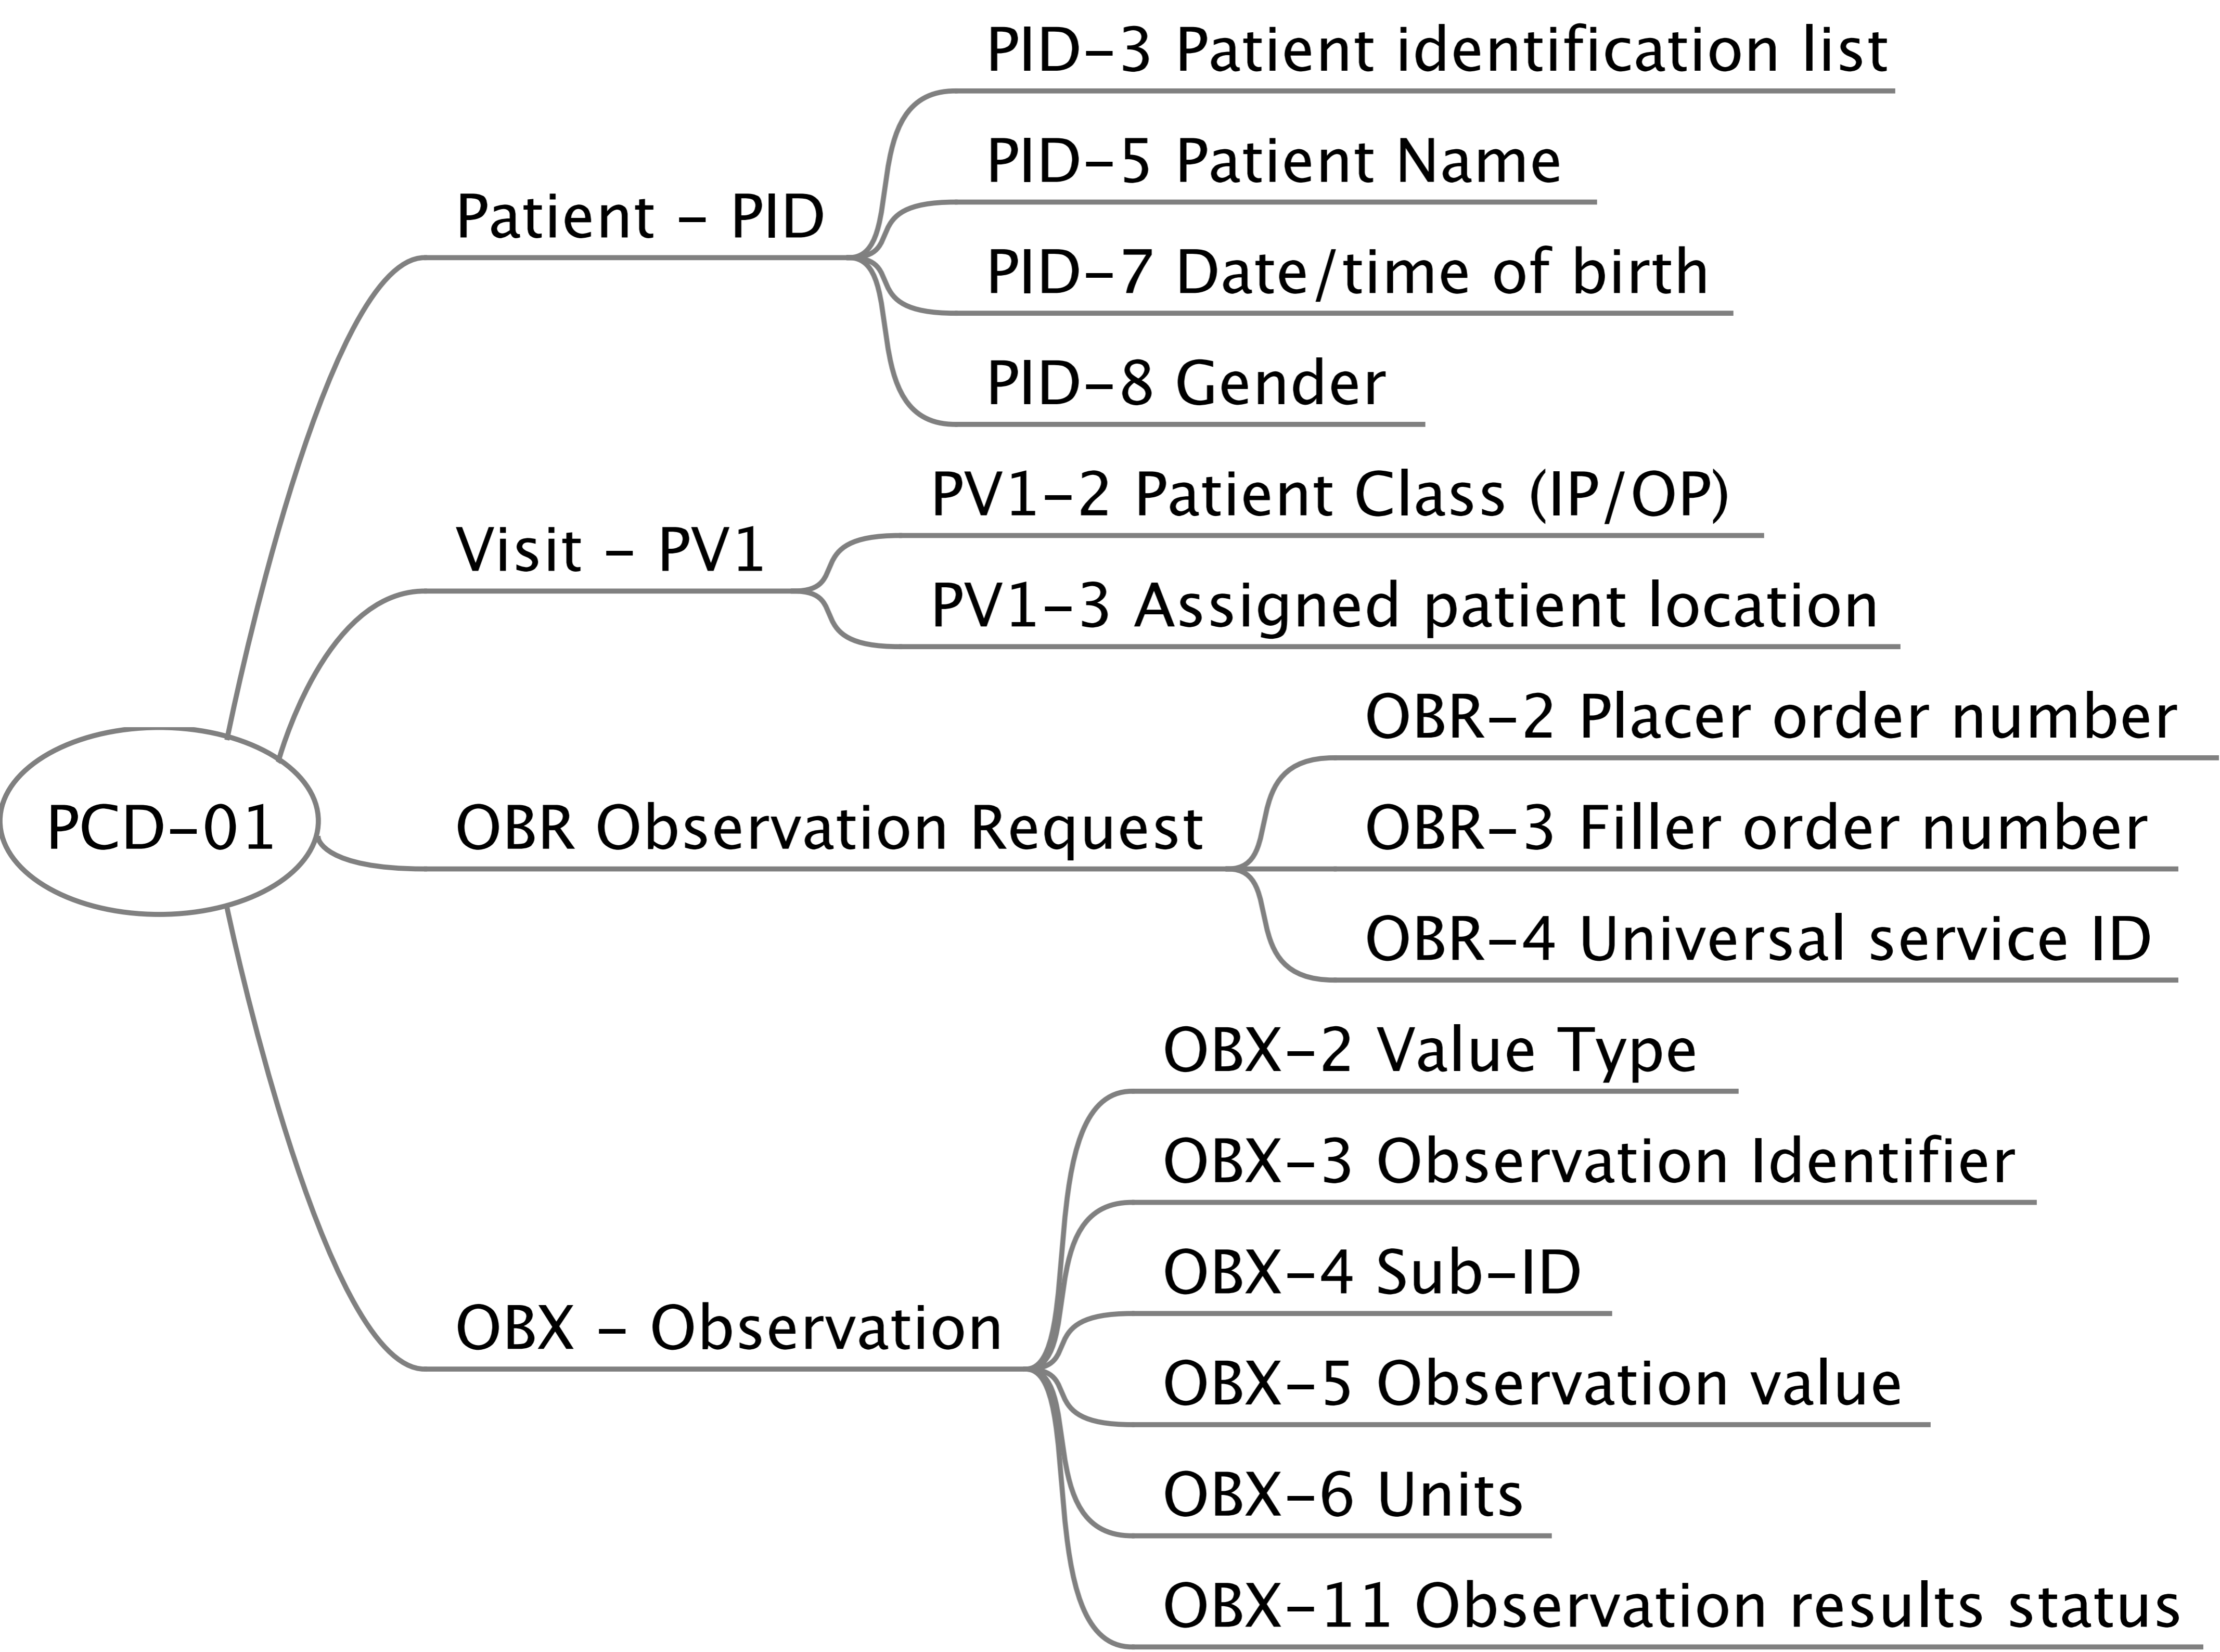 PCD-01
Patient - PID
PID-3 Patient identification list
PID-5 Patient Name
PID-7 Date/time of birth
PID-8 Gender
Visit - PV1
PV1-2 Patient Class (IP/OP)
PV1-3 Assigned patient location
OBR Observation Request
OBR-2 Placer order number
OBR-3 Filler order number
OBR-4 Universal service ID
OBX - Observation
OBX-2 Value Type
OBX-3 Observation Identifier
OBX-4 Sub-ID
OBX-5 Observation value
OBX-6 Units
OBX-11 Observation results status